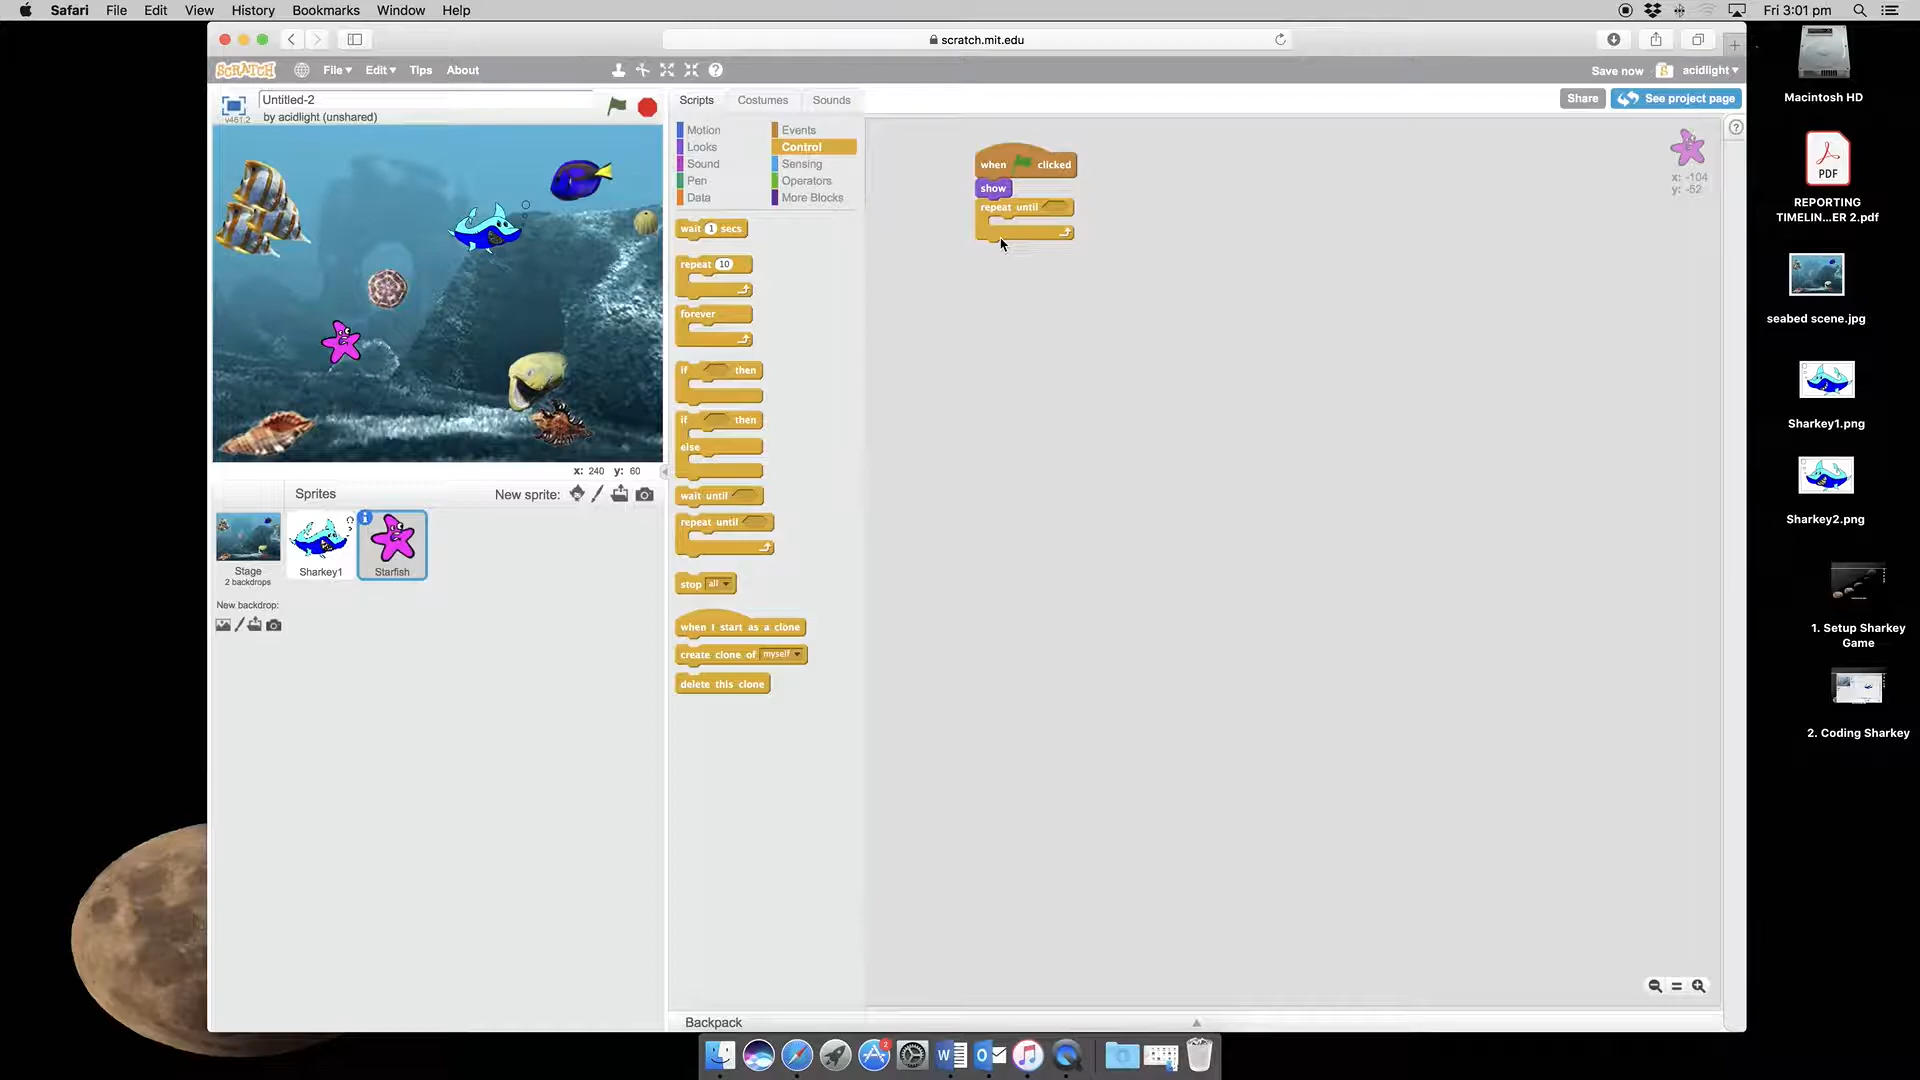 Safari File Edit View History Bookmarks Window Help Fri 3:01 pm
scratch.mit.edu
SCRATCH File Edit Tips About Save now acidlight
Untitled-2
by acidlight (unshared)
v461.2
Scripts Costumes Sounds
Share See project page
Motion Events
Looks Control
Sound Sensing
Pen Operators
Data More Blocks
wait 1 secs
repeat 10
forever
if then
if then
else
wait until
repeat until
stop all
when I start as a clone
create clone of myself
delete this clone
when clicked
show
repeat until
x: -104
y: -52
x: 240 y: 60
Sprites New sprite:
Stage
2 backdrops
Sharkey1
Starfish
New backdrop:
Backpack
Macintosh HD
PDF
REPORTING
TIMELIN...ER 2.pdf
seabed scene.jpg
Sharkey1.png
Sharkey2.png
1. Setup Sharkey
Game
2. Coding Sharkey
2